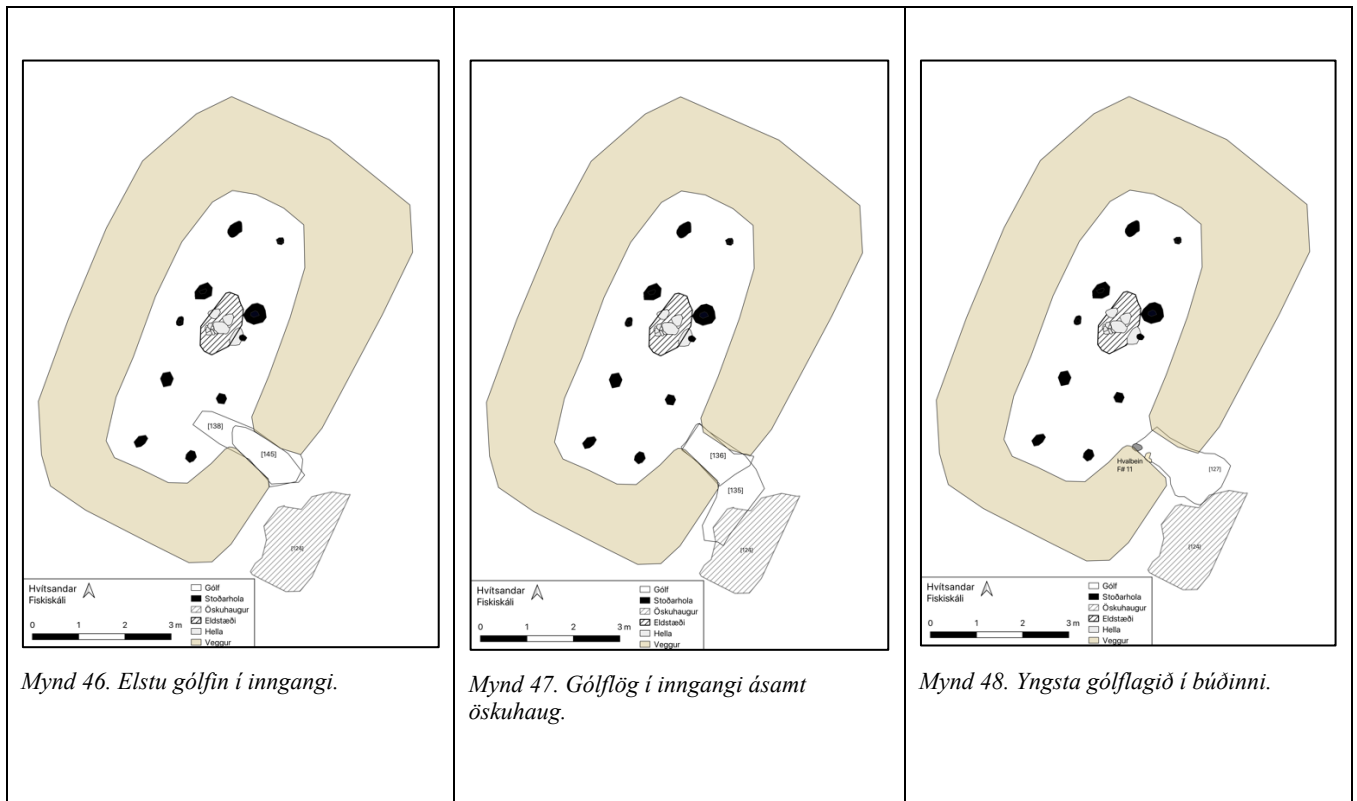 [138]
[145]
[124]
Hvítsandar
Fiskiskáli
0 1 2 3 m
Gólf
Stoðarhola
Öskuhaugur
Eldstæði
Hella
Veggur
Mynd 46. Elstu gólfin í inngangi.
[136]
[135]
[124]
Hvítsandar
Fiskiskáli
0 1 2 3 m
Gólf
Stoðarhola
Öskuhaugur
Eldstæði
Hella
Veggur
Mynd 47. Gólflög í inngangi ásamt
öskuhaug.
Hvalbein
F# 11
[127]
[124]
Hvítsandar
Fiskiskáli
0 1 2 3 m
Gólf
Stoðarhola
Öskuhaugur
Eldstæði
Hella
Veggur
Mynd 48. Yngsta gólflagið í búðinni.